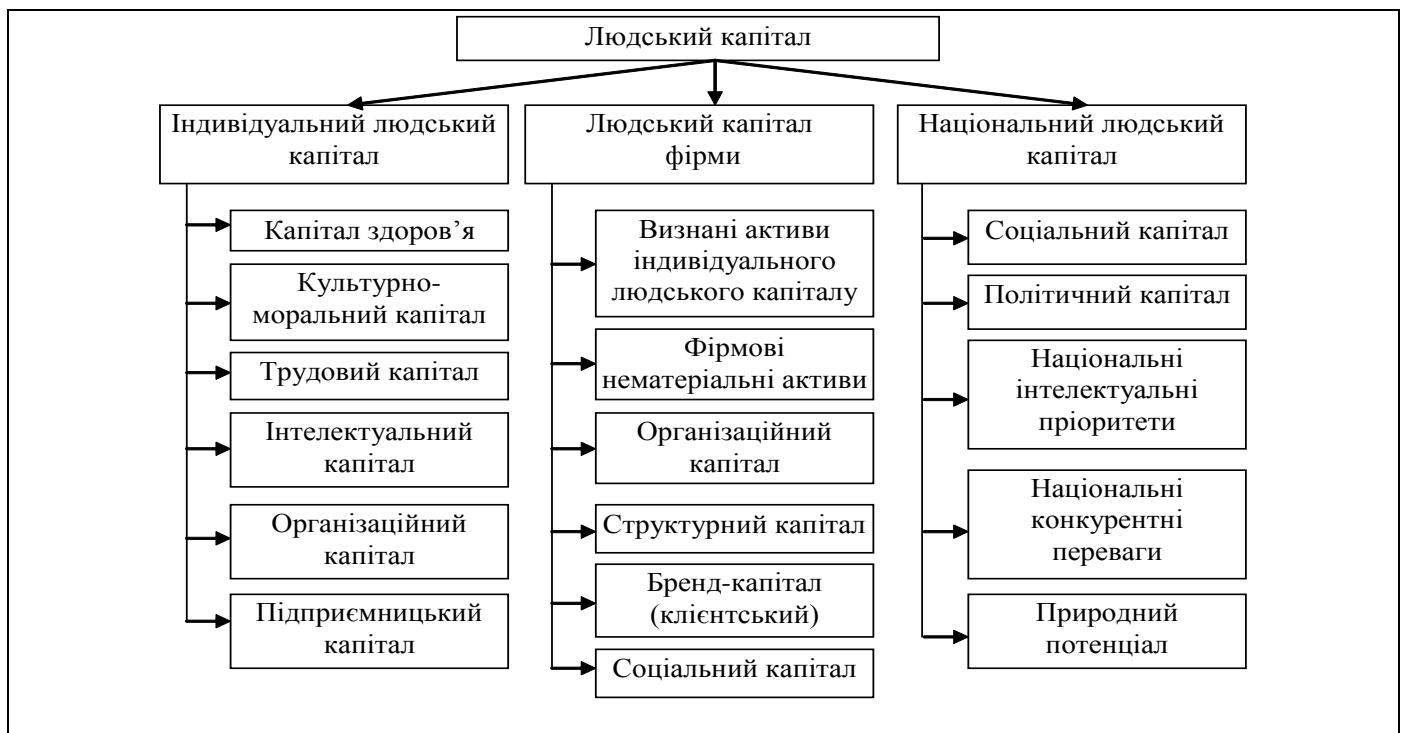 Людський капітал
Індивідуальний людський
капітал
Капітал здоров’я
Культурно-
моральний капітал
Трудовий капітал
Інтелектуальний
капітал
Організаційний
капітал
Підприємницький
капітал
Людський капітал
фірми
Визнані активи
індивідуального
людського капіталу
Фірмові
нематеріальні активи
Організаційний
капітал
Структурний капітал
Бренд-капітал
(клієнтський)
Соціальний капітал
Національний людський
капітал
Соціальний капітал
Політичний капітал
Національні
інтелектуальні
пріоритети
Національні
конкурентні
переваги
Природний
потенціал